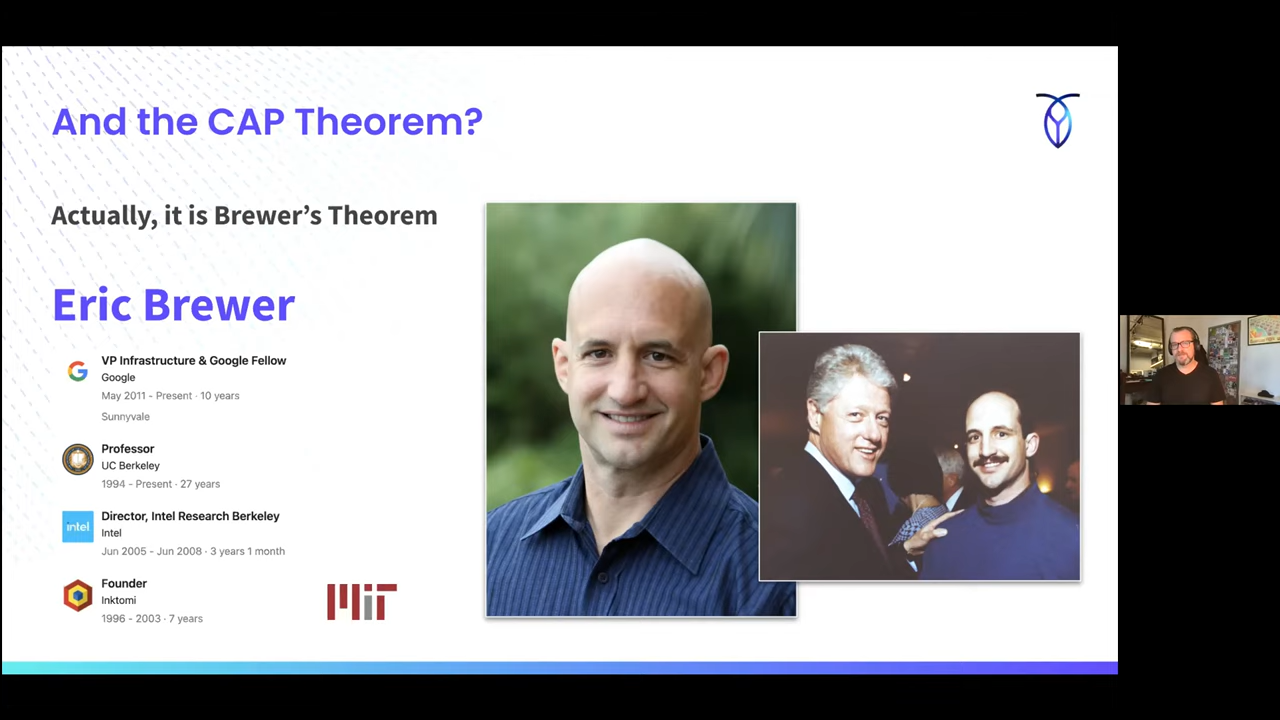 And the CAP Theorem?
Actually, it is Brewer’s Theorem
Eric Brewer
VP Infrastructure & Google Fellow
Google
May 2011 - Present · 10 years
Sunnyvale
Professor
UC Berkeley
1994 - Present · 27 years
intel
Director, Intel Research Berkeley
Intel
Jun 2005 - Jun 2008 · 3 years 1 month
Founder
Inktomi
1996 - 2003 · 7 years
MIT